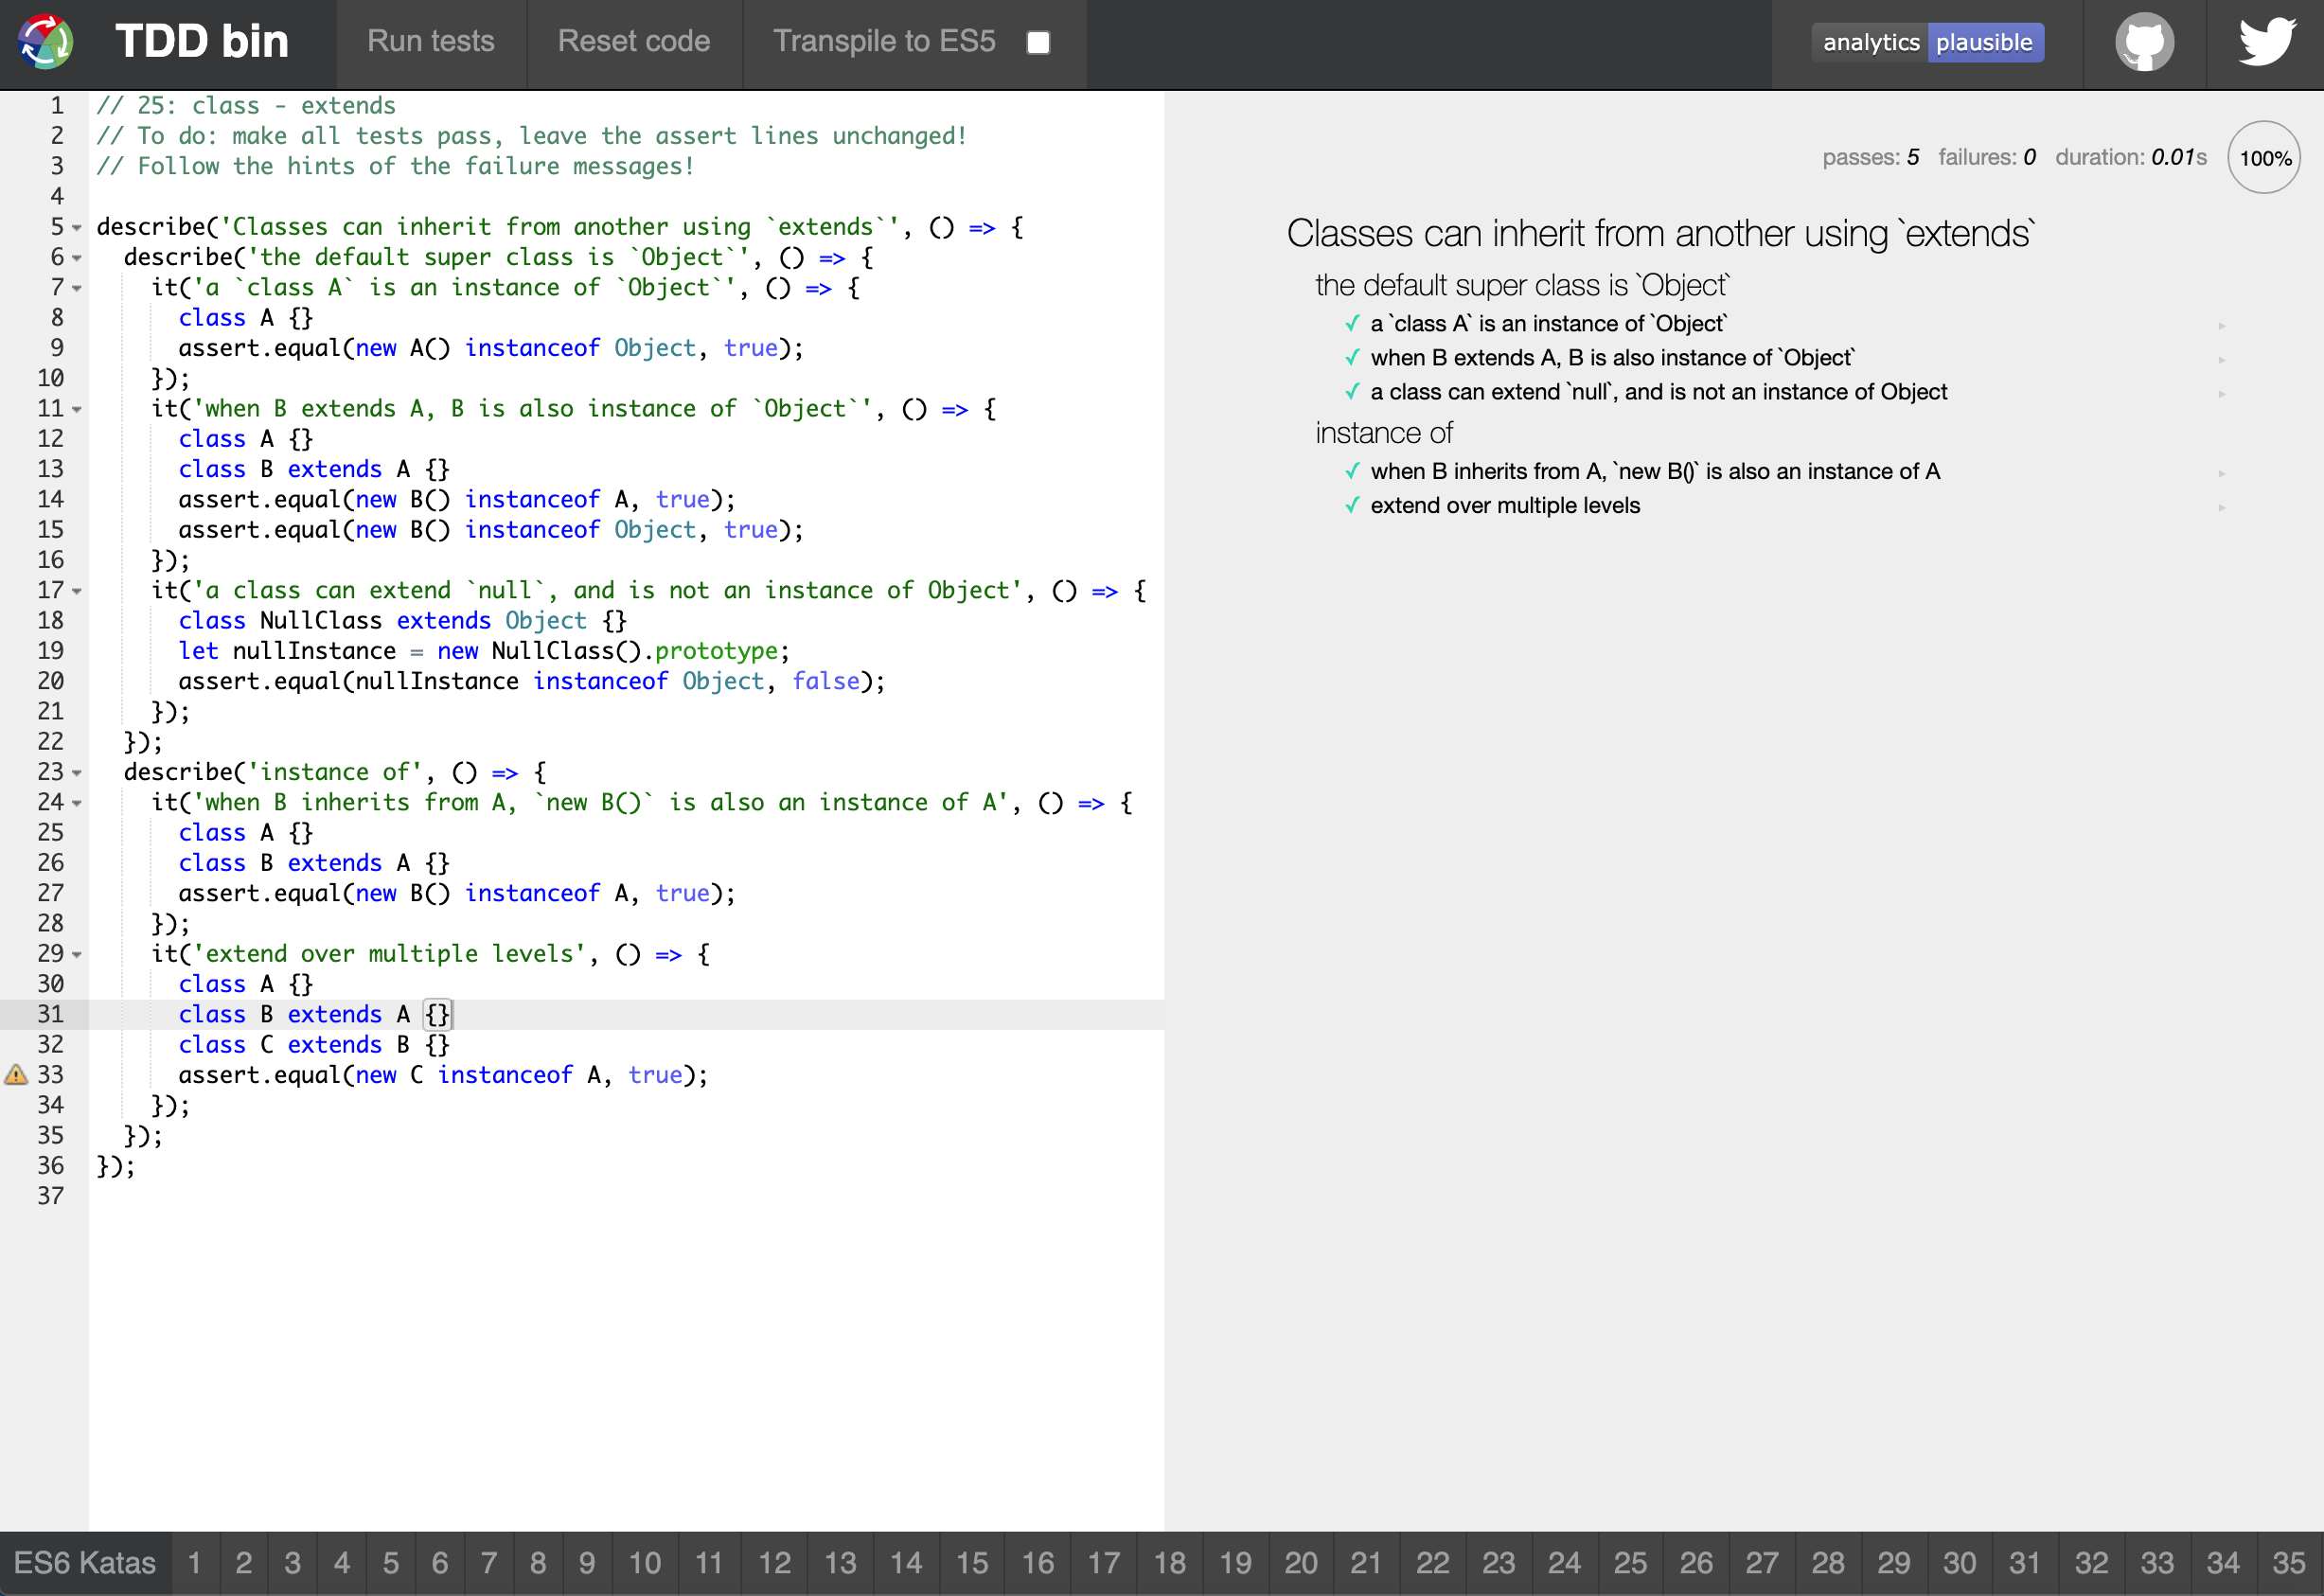 TDD bin Run tests Reset code Transpile to ES5 analytics plausible
1 // 25: class - extends
2 // To do: make all tests pass, leave the assert lines unchanged!
3 // Follow the hints of the failure messages!
4
5 describe('Classes can inherit from another using `extends`', () => {
6 describe('the default super class is `Object`', () => {
7 it('a `class A` is an instance of `Object`', () => {
8 class A {}
9 assert.equal(new A() instanceof Object, true);
10 });
11 it('when B extends A, B is also instance of `Object`', () => {
12 class A {}
13 class B extends A {}
14 assert.equal(new B() instanceof A, true);
15 assert.equal(new B() instanceof Object, true);
16 });
17 it('a class can extend `null`, and is not an instance of Object', () => {
18 class NullClass extends Object {}
19 let nullInstance = new NullClass().prototype;
20 assert.equal(nullInstance instanceof Object, false);
21 });
22 });
23 describe('instance of', () => {
24 it('when B inherits from A, `new B()` is also an instance of A', () => {
25 class A {}
26 class B extends A {}
27 assert.equal(new B() instanceof A, true);
28 });
29 it('extend over multiple levels', () => {
30 class A {}
31 class B extends A {}
32 class C extends B {}
33 assert.equal(new C instanceof A, true);
34 });
35 });
36 });
37
passes: 5 failures: 0 duration: 0.01s 100%
Classes can inherit from another using `extends`
the default super class is `Object`
✓ a `class A` is an instance of `Object`
✓ when B extends A, B is also instance of `Object`
✓ a class can extend `null`, and is not an instance of Object
instance of
✓ when B inherits from A, `new B()` is also an instance of A
✓ extend over multiple levels
ES6 Katas 1 2 3 4 5 6 7 8 9 10 11 12 13 14 15 16 17 18 19 20 21 22 23 24 25 26 27 28 29 30 31 32 33 34 35